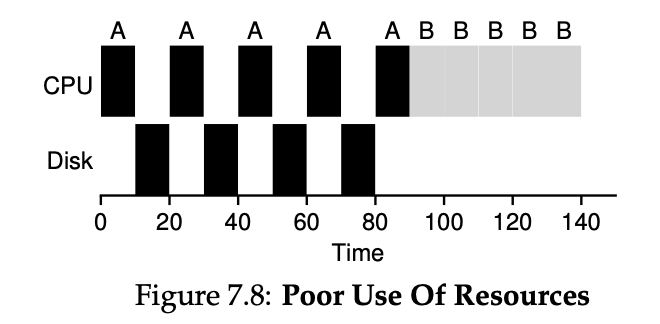 A A A A A B B B B B
CPU
Disk
0 20 40 60 80 100 120 140
Time
Figure 7.8: Poor Use Of Resources